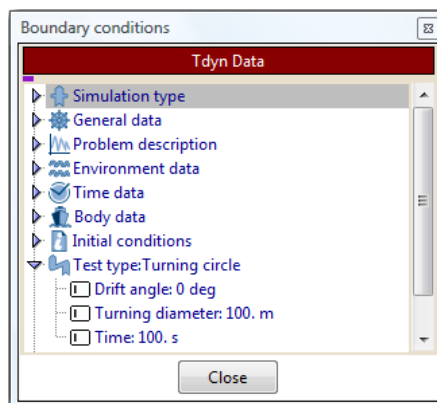 Boundary conditions
Tdyn Data
Simulation type
General data
Problem description
Environment data
Time data
Body data
Initial conditions
Test type:Turning circle
Drift angle: 0 deg
Turning diameter: 100. m
Time: 100. s
Close